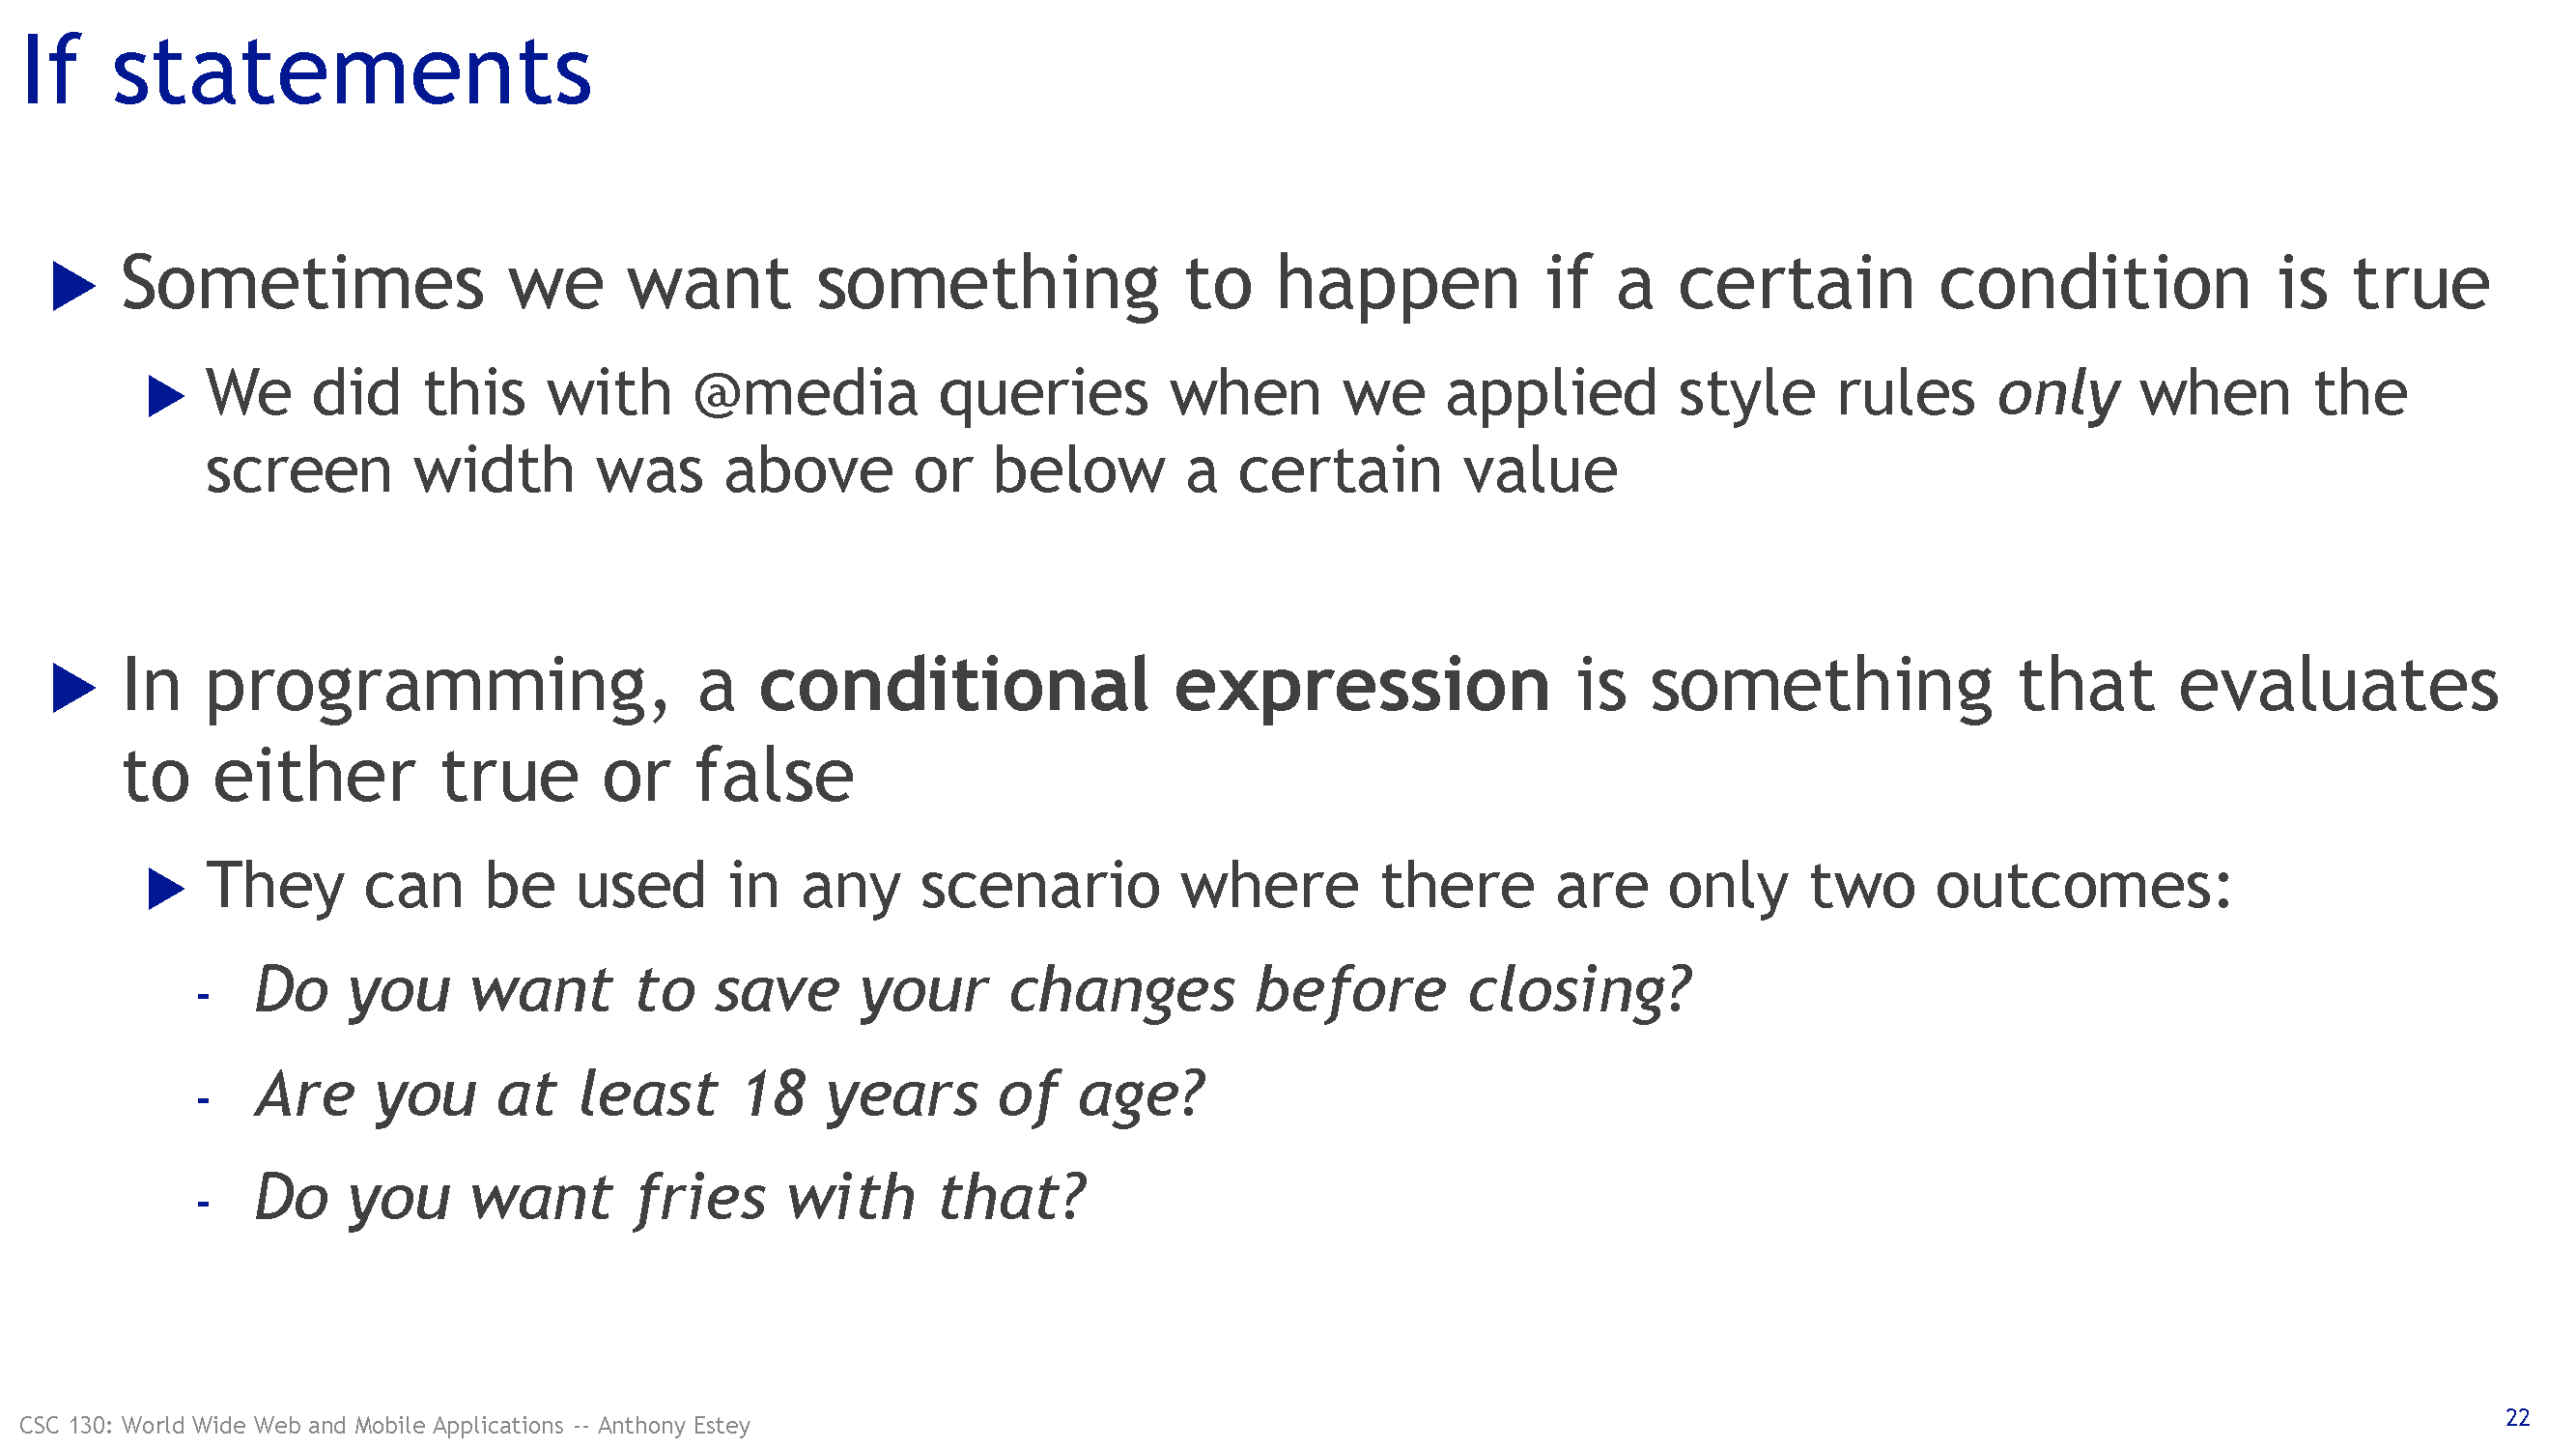 If statements
Sometimes we want something to happen if a certain condition is true
We did this with @media queries when we applied style rules only when the
screen width was above or below a certain value
In programming, a conditional expression is something that evaluates
to either true or false
They can be used in any scenario where there are only two outcomes:
- Do you want to save your changes before closing?
- Are you at least 18 years of age?
- Do you want fries with that?
CSC 130: World Wide Web and Mobile Applications -- Anthony Estey
22